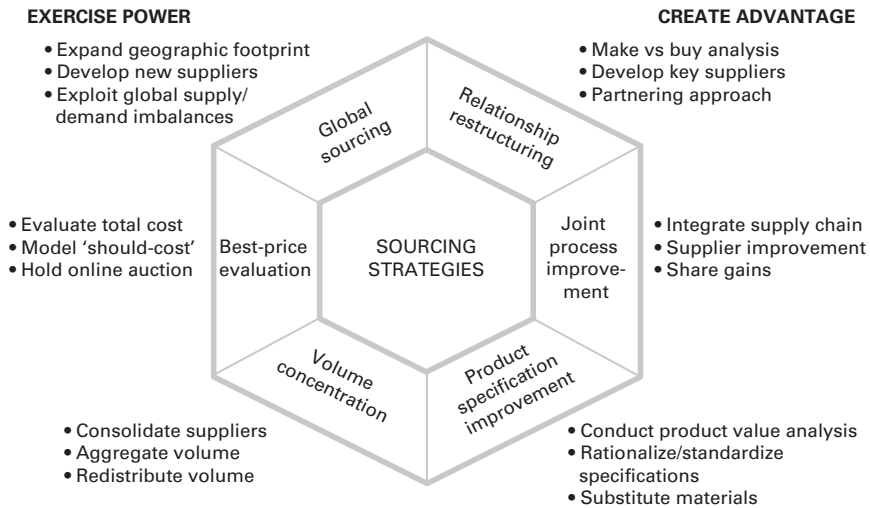 EXERCISE POWER
• Expand geographic footprint
• Develop new suppliers
• Exploit global supply/
demand imbalances
CREATE ADVANTAGE
• Make vs buy analysis
• Develop key suppliers
• Partnering approach
Global
sourcing
Relationship
restructuring
• Evaluate total cost
• Model ‘should-cost’
• Hold online auction
Best-price
evaluation
SOURCING
STRATEGIES
Joint
process
improve-
ment
• Integrate supply chain
• Supplier improvement
• Share gains
Volume
concentration
Product
specification
improvement
• Consolidate suppliers
• Aggregate volume
• Redistribute volume
• Conduct product value analysis
• Rationalize/standardize
specifications
• Substitute materials